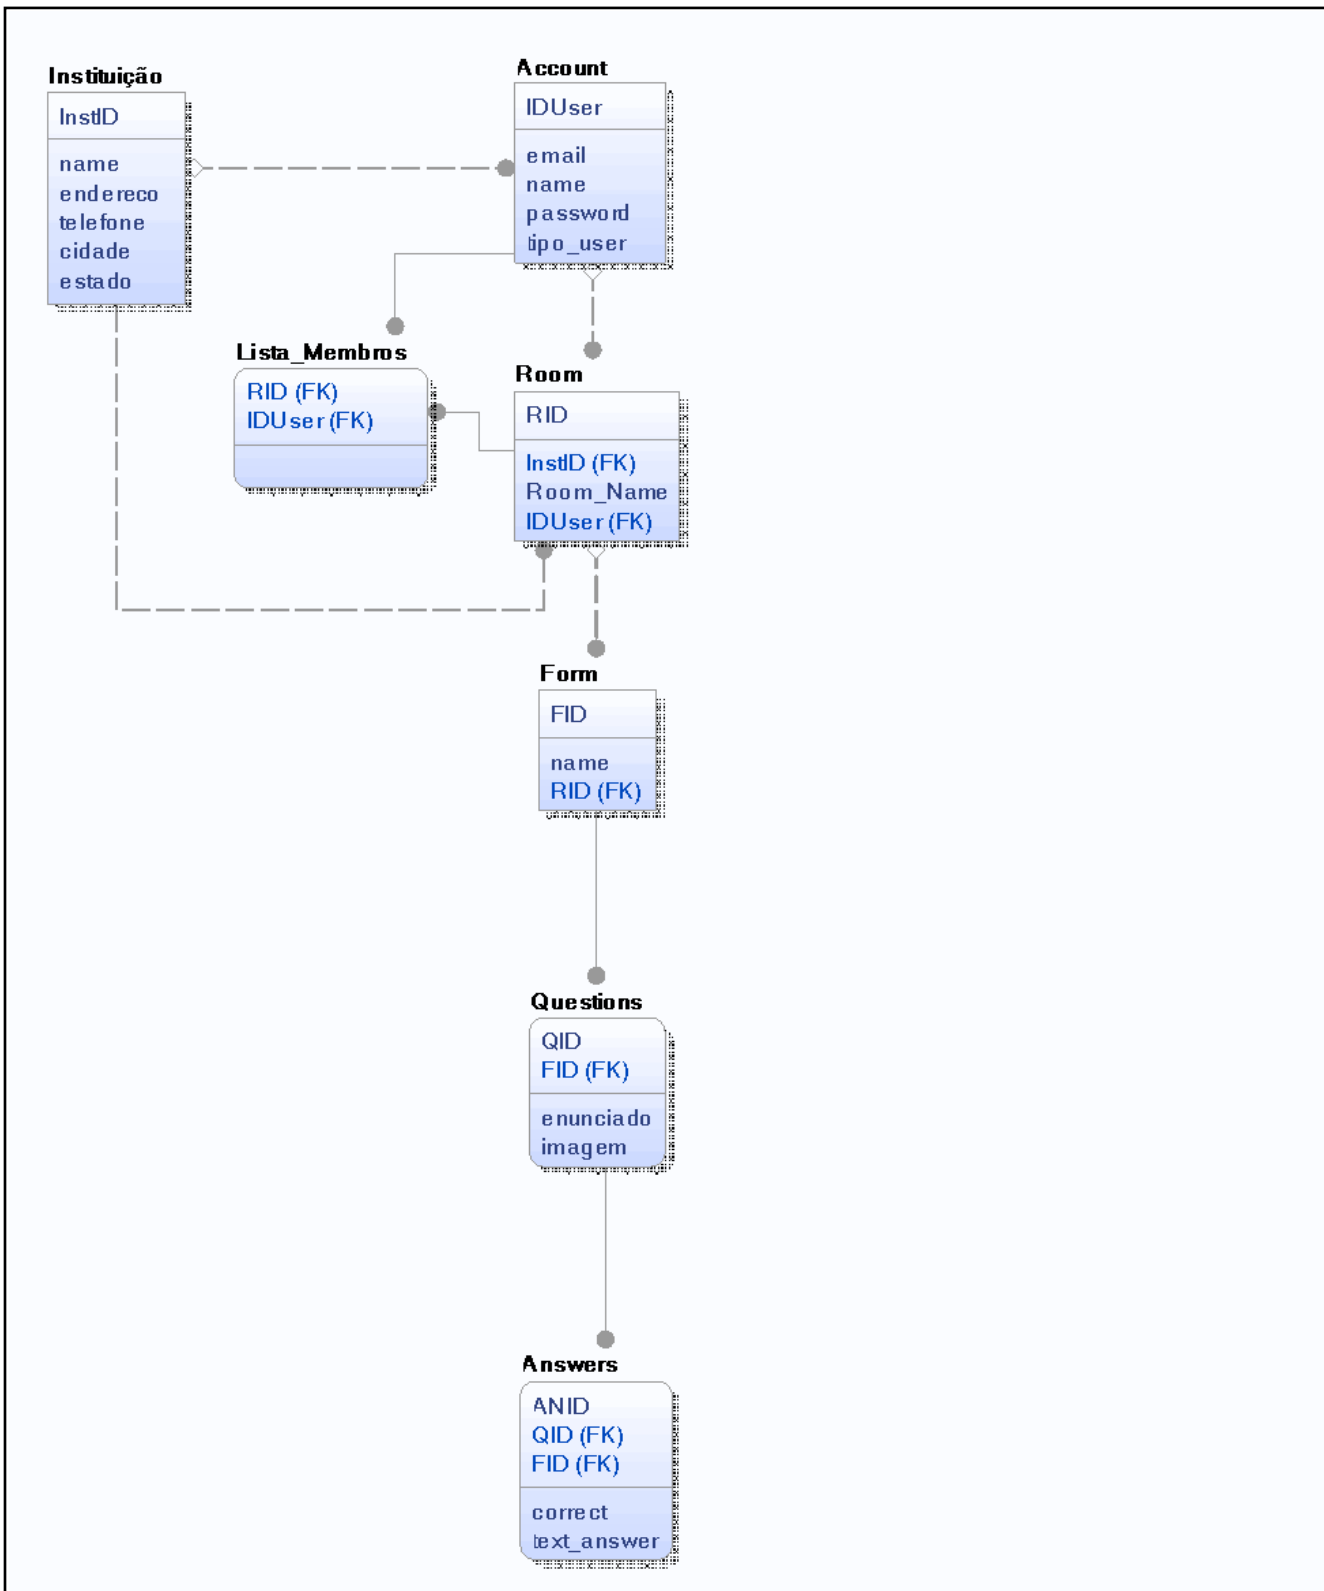 Instituição
InstID
name
endereco
telefone
cidade
estado
Account
IDUser
email
name
password
tipo_user
Lista_Membros
RID (FK)
IDUser (FK)
Room
RID
InstID (FK)
Room_Name
IDUser (FK)
Form
FID
name
RID (FK)
Questions
QID
FID (FK)
enunciado
imagem
Answers
ANID
QID (FK)
FID (FK)
correct
text_answer